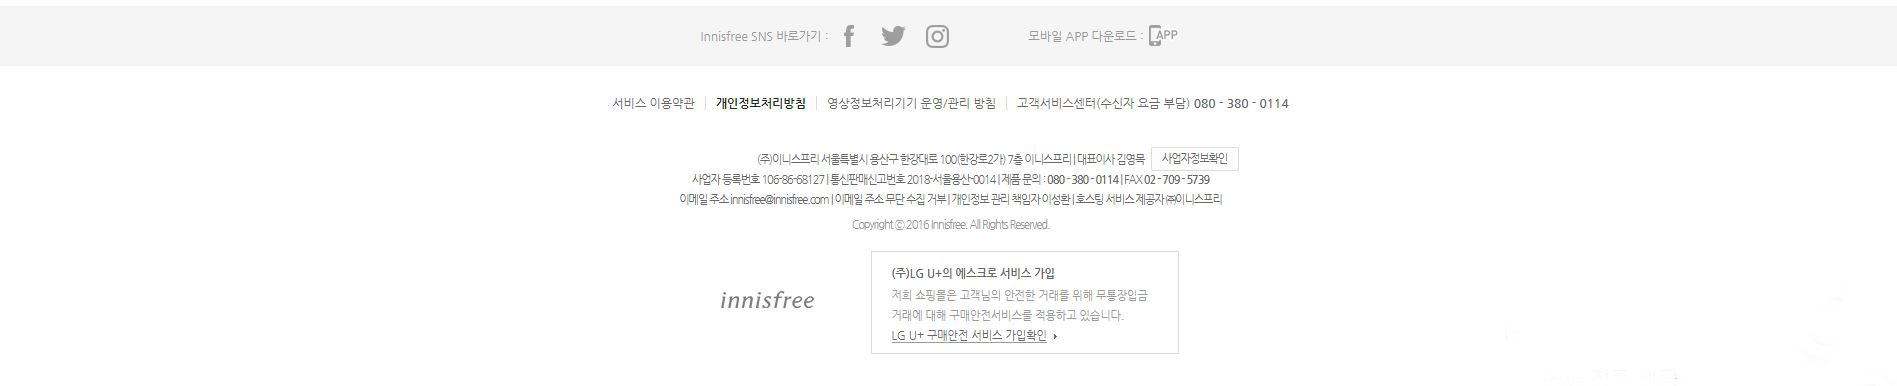 Innisfree SNS 바로가기 : 모바일 APP 다운로드 : APP
서비스 이용약관 | 개인정보처리방침 | 영상정보처리기기 운영/관리 방침 | 고객서비스센터(수신자 요금 부담) 080 - 380 - 0114
(주)이니스프리 서울특별시 용산구 한강대로 100(한강로2가) 7층 이니스프리 | 대표이사 김영목 사업자정보확인
사업자 등록번호 106-86-68127 | 통신판매신고번호 2018-서울용산-0014 | 제품 문의 : 080 - 380 - 0114 | FAX 02 - 709 - 5739
이메일 주소 innisfree@innisfree.com | 이메일 주소 무단 수집 거부 | 개인정보 관리 책임자 이성환 | 호스팅 서비스 제공자 ㈜이니스프리
Copyright ⓒ 2016 Innisfree. All Rights Reserved.
innisfree
(주)LG U+의 에스크로 서비스 가입
저희 쇼핑몰은 고객님의 안전한 거래를 위해 무통장입금
거래에 대해 구매안전서비스를 적용하고 있습니다.
LG U+ 구매안전 서비스 가입확인